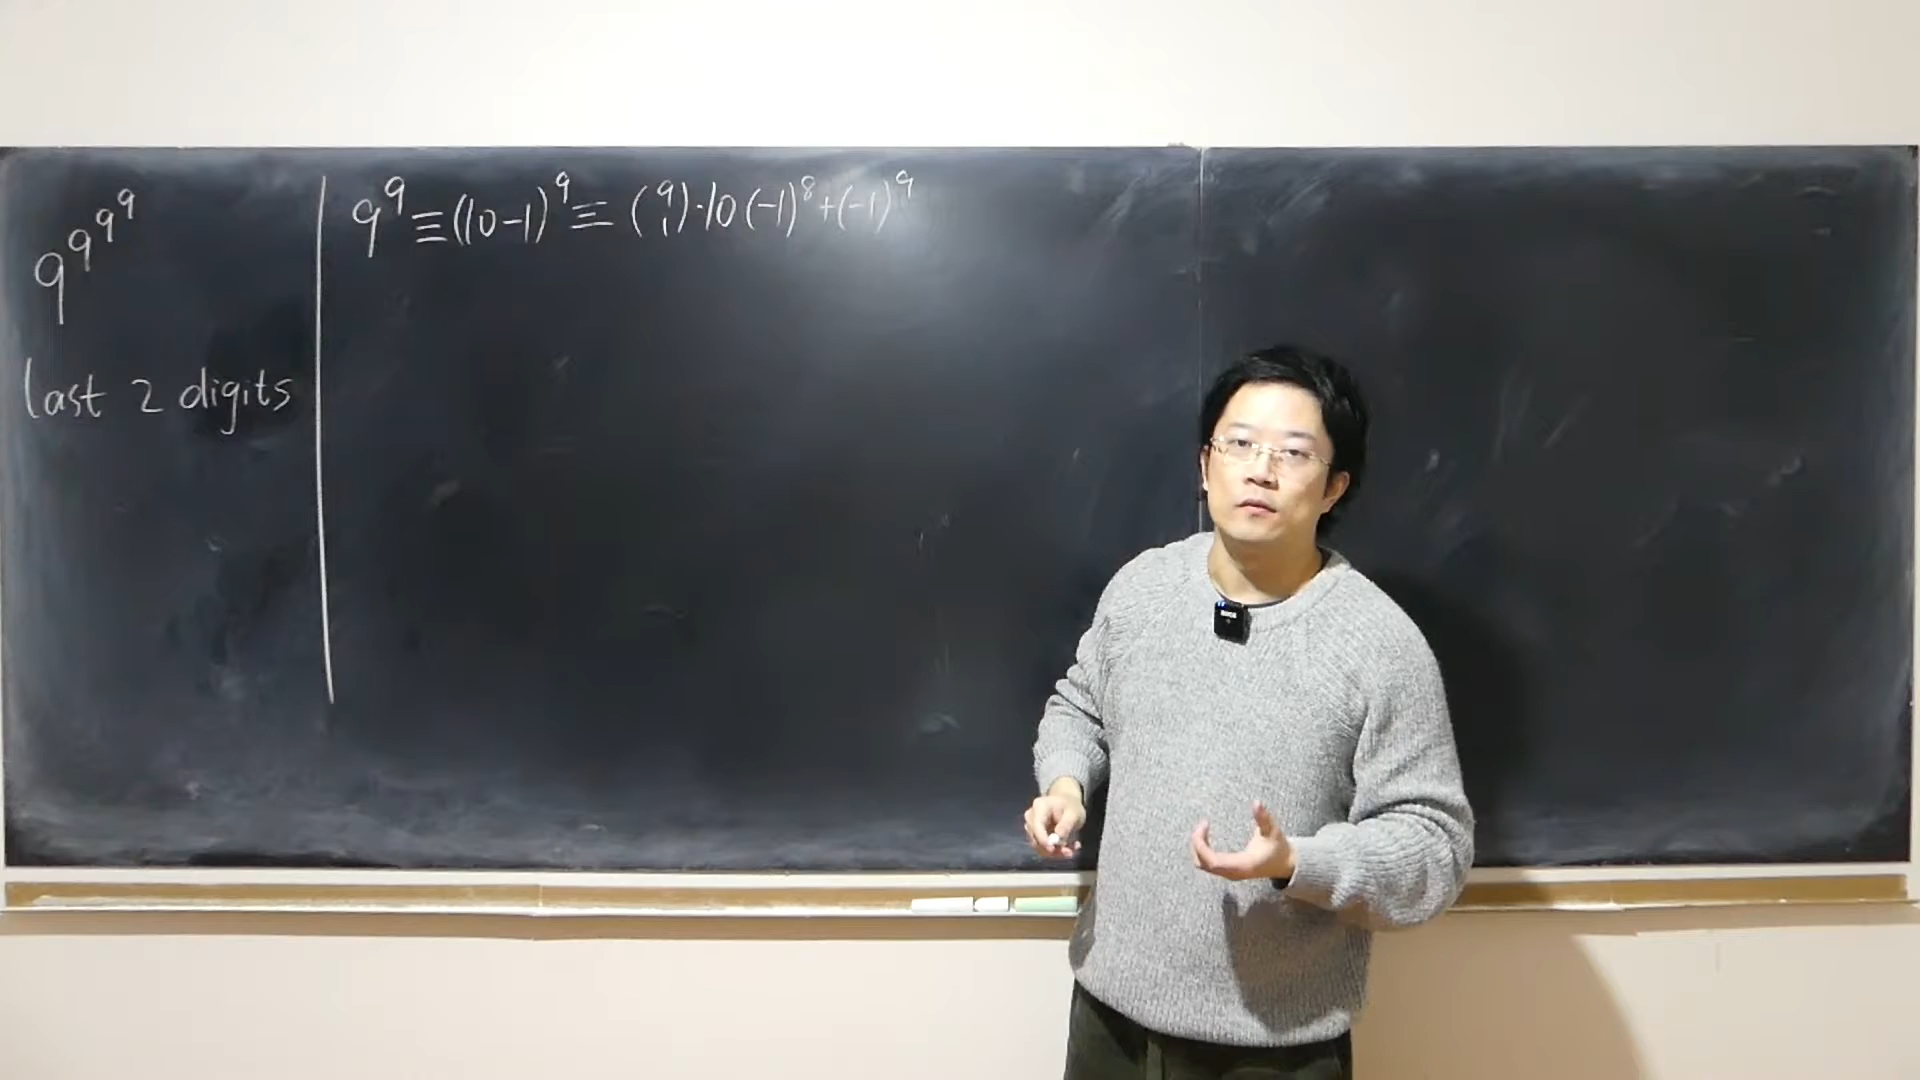 9^9^9^9
last 2 digits
9^9 ≡ (10-1)^9 ≡ (9 1)·10(-1)^8+(-1)^9